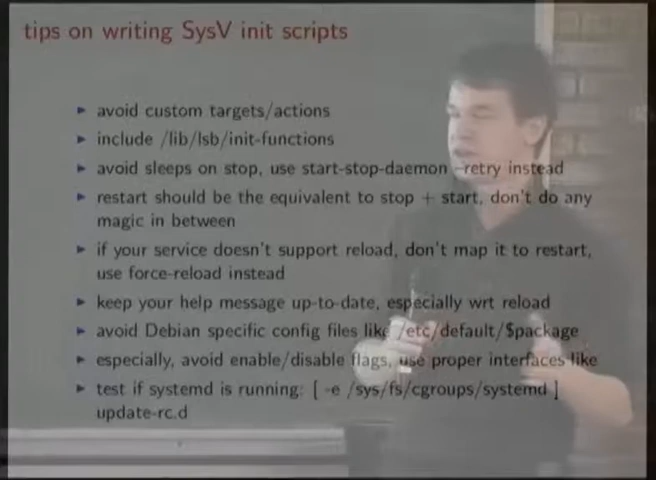 tips on writing SysV init scripts
avoid custom targets/actions
include /lib/lsb/init-functions
avoid sleeps on stop, use start-stop-daemon –retry instead
restart should be the equivalent to stop + start, don't do any
magic in between
if your service doesn't support reload, don't map it to restart,
use force-reload instead
keep your help message up-to-date, especially wrt reload
avoid Debian specific config files like /etc/default/$package
especially, avoid enable/disable flags, use proper interfaces like
test if systemd is running: [ -e /sys/fs/cgroups/systemd ]
update-rc.d